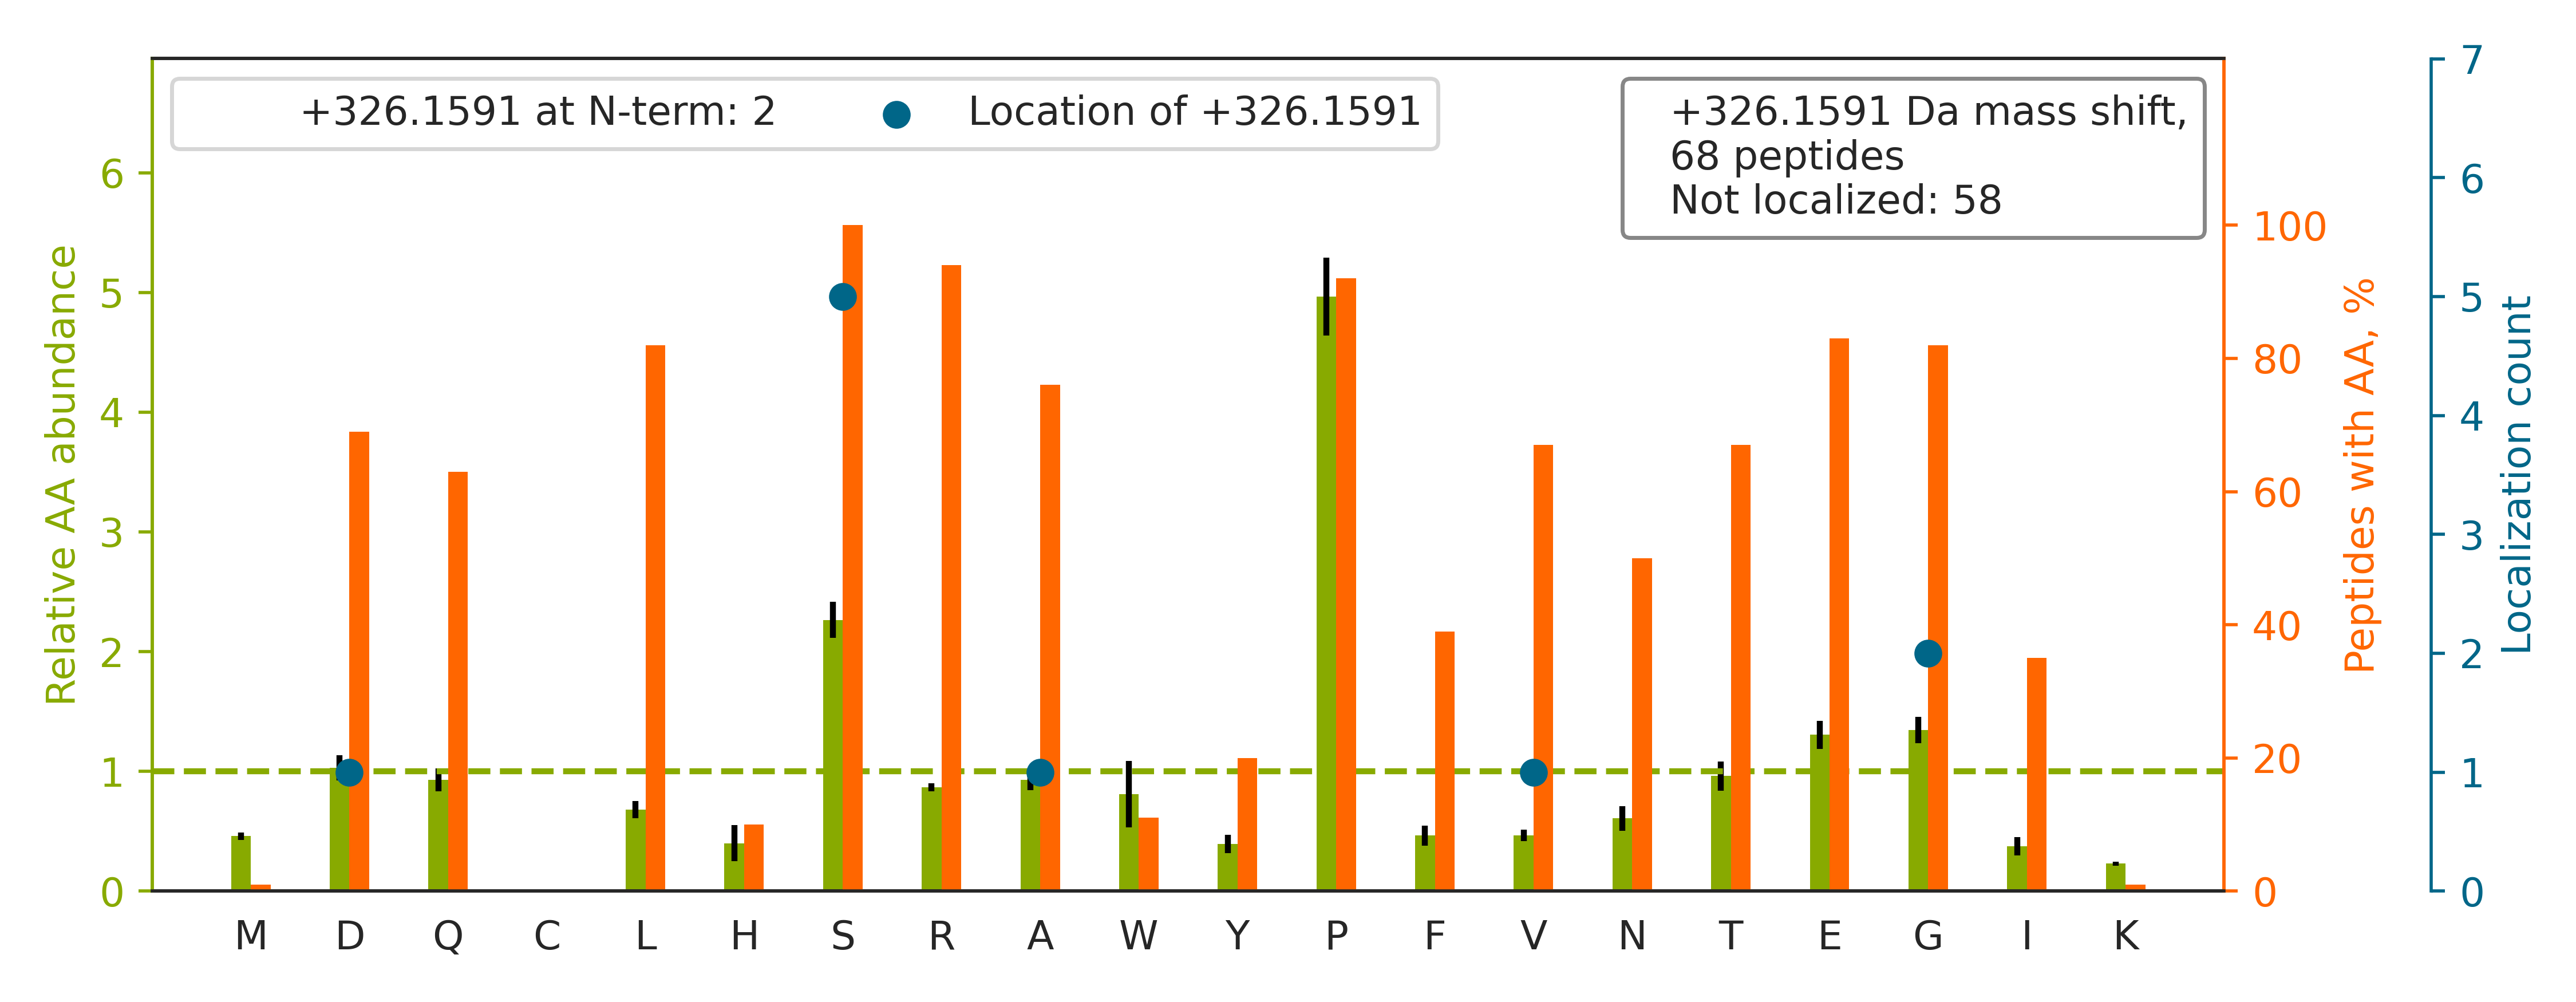 +326.1591 at N-term: 2
Location of +326.1591
+326.1591 Da mass shift,
68 peptides
Not localized: 58
Relative AA abundance
6
5
4
3
2
1
0
M D Q C L H S R A W Y P F V N T E G I K
100
80
60
40
20
0
Peptides with AA, %
7
6
5
4
3
2
1
0
Localization count